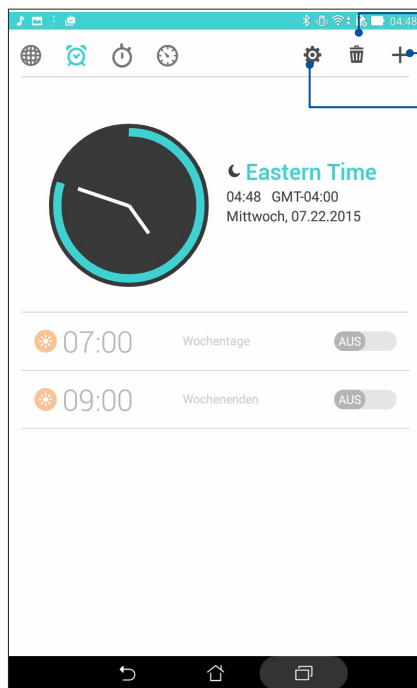 04:48
Eastern Time
04:48 GMT-04:00
Mittwoch, 07.22.2015
07:00 Wochentage AUS
09:00 Wochenenden AUS